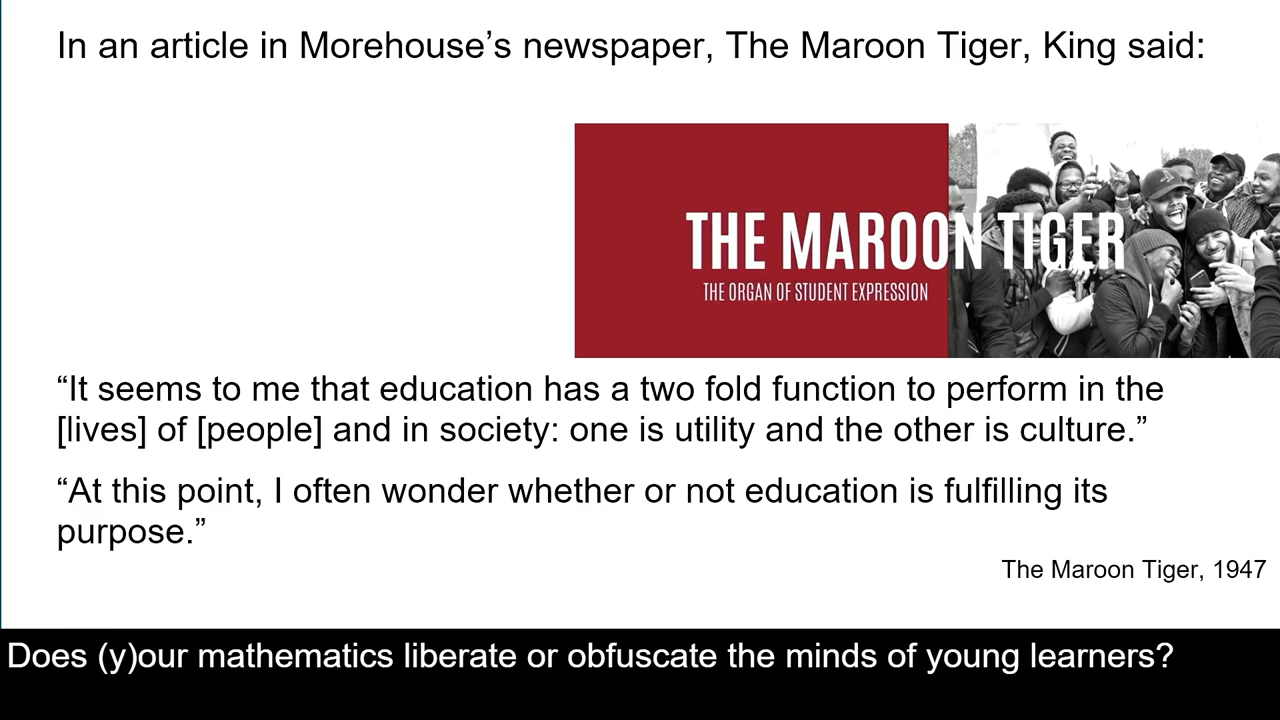 In an article in Morehouse’s newspaper, The Maroon Tiger, King said:
THE MAROON TIGER
THE ORGAN OF STUDENT EXPRESSION
“It seems to me that education has a two fold function to perform in the
[lives] of [people] and in society: one is utility and the other is culture.”
“At this point, I often wonder whether or not education is fulfilling its
purpose.”
The Maroon Tiger, 1947
Does (y)our mathematics liberate or obfuscate the minds of young learners?